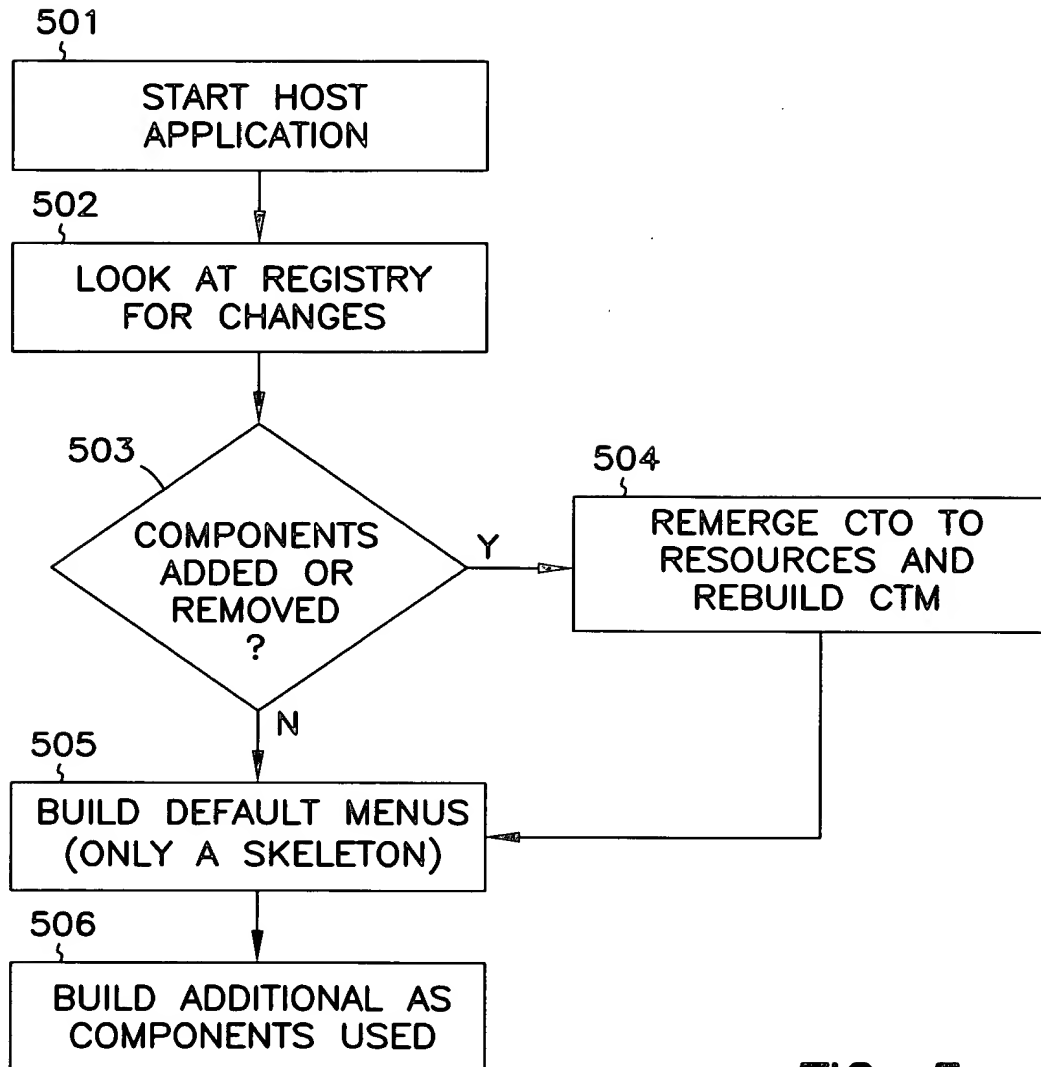 501
START HOST
APPLICATION
502
LOOK AT REGISTRY
FOR CHANGES
503
COMPONENTS
ADDED OR
REMOVED
?
Y
504
REMERGE CTO TO
RESOURCES AND
REBUILD CTM
N
505
BUILD DEFAULT MENUS
(ONLY A SKELETON)
506
BUILD ADDITIONAL AS
COMPONENTS USED